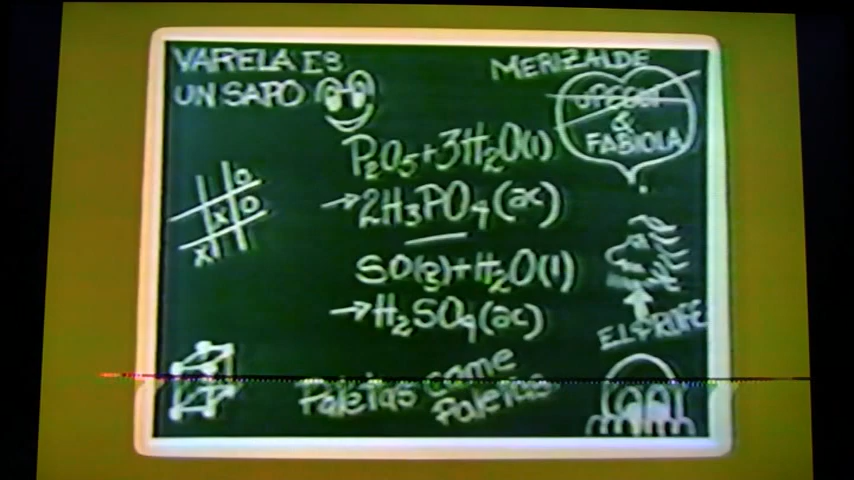 VARELA ES
UN SAPO
MERIZALDE
&
FABIOLA
P₂O₅+3H₂O(l)
→2H₃PO₄(ac)
SO(g)+H₂O(l)
→H₂SO₄(ac)
O
X O
X
EL PROFE
Paletas come
Paletas